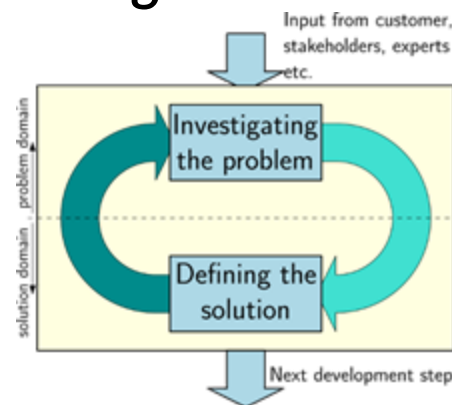 Input from customer,
stakeholders, experts
etc.
Investigating
the problem
problem domain
solution domain
Defining the
solution
Next development step